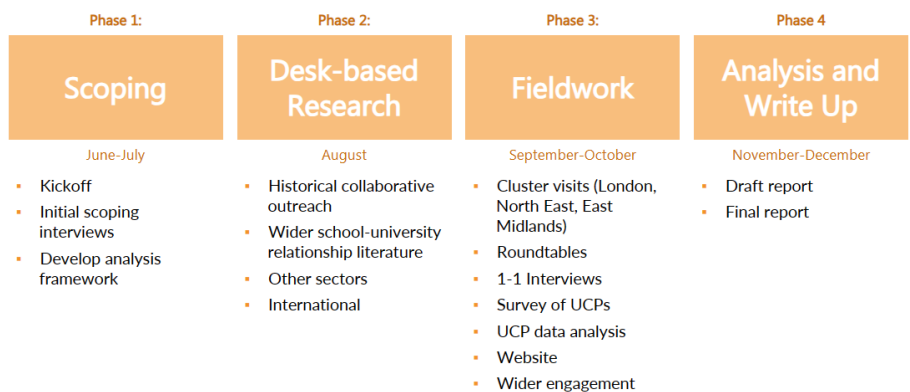 Phase 1:
Scoping
June-July
▪ Kickoff
▪ Initial scoping
interviews
▪ Develop analysis
framework
Phase 2:
Desk-based
Research
August
▪ Historical collaborative
outreach
▪ Wider school-university
relationship literature
▪ Other sectors
▪ International
Phase 3:
Fieldwork
September-October
▪ Cluster visits (London,
North East, East
Midlands)
▪ Roundtables
▪ 1-1 Interviews
▪ Survey of UCPs
▪ UCP data analysis
▪ Website
▪ Wider engagement
Phase 4
Analysis and
Write Up
November-December
▪ Draft report
▪ Final report